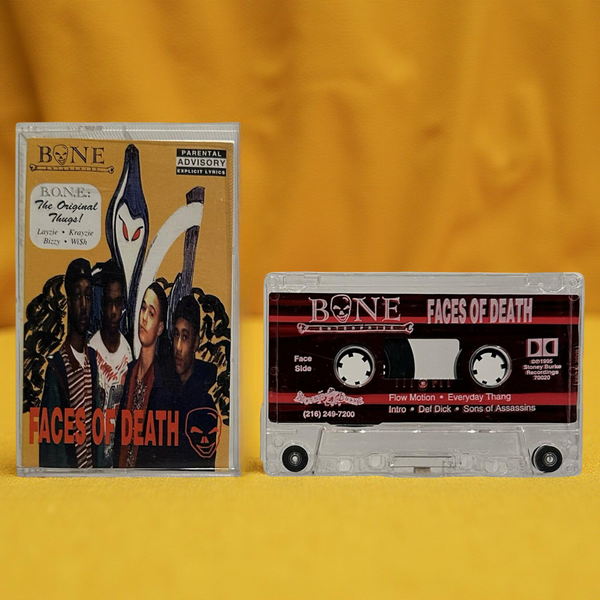 BONE
ENTERPRISE
PARENTAL
ADVISORY
EXPLICIT LYRICS
B.O.N.E.:
The Original
Thugs!
Layzie • Krayzie
Bizzy • WiSh
FACES OF DEATH
BONE
ENTERPRISE
FACES OF DEATH
Face
Side
©℗1995
Stoney Burke
Recordings
70020
(216) 249-7200
Flow Motion • Everyday Thang
Intro • Def Dick • Sons of Assassins